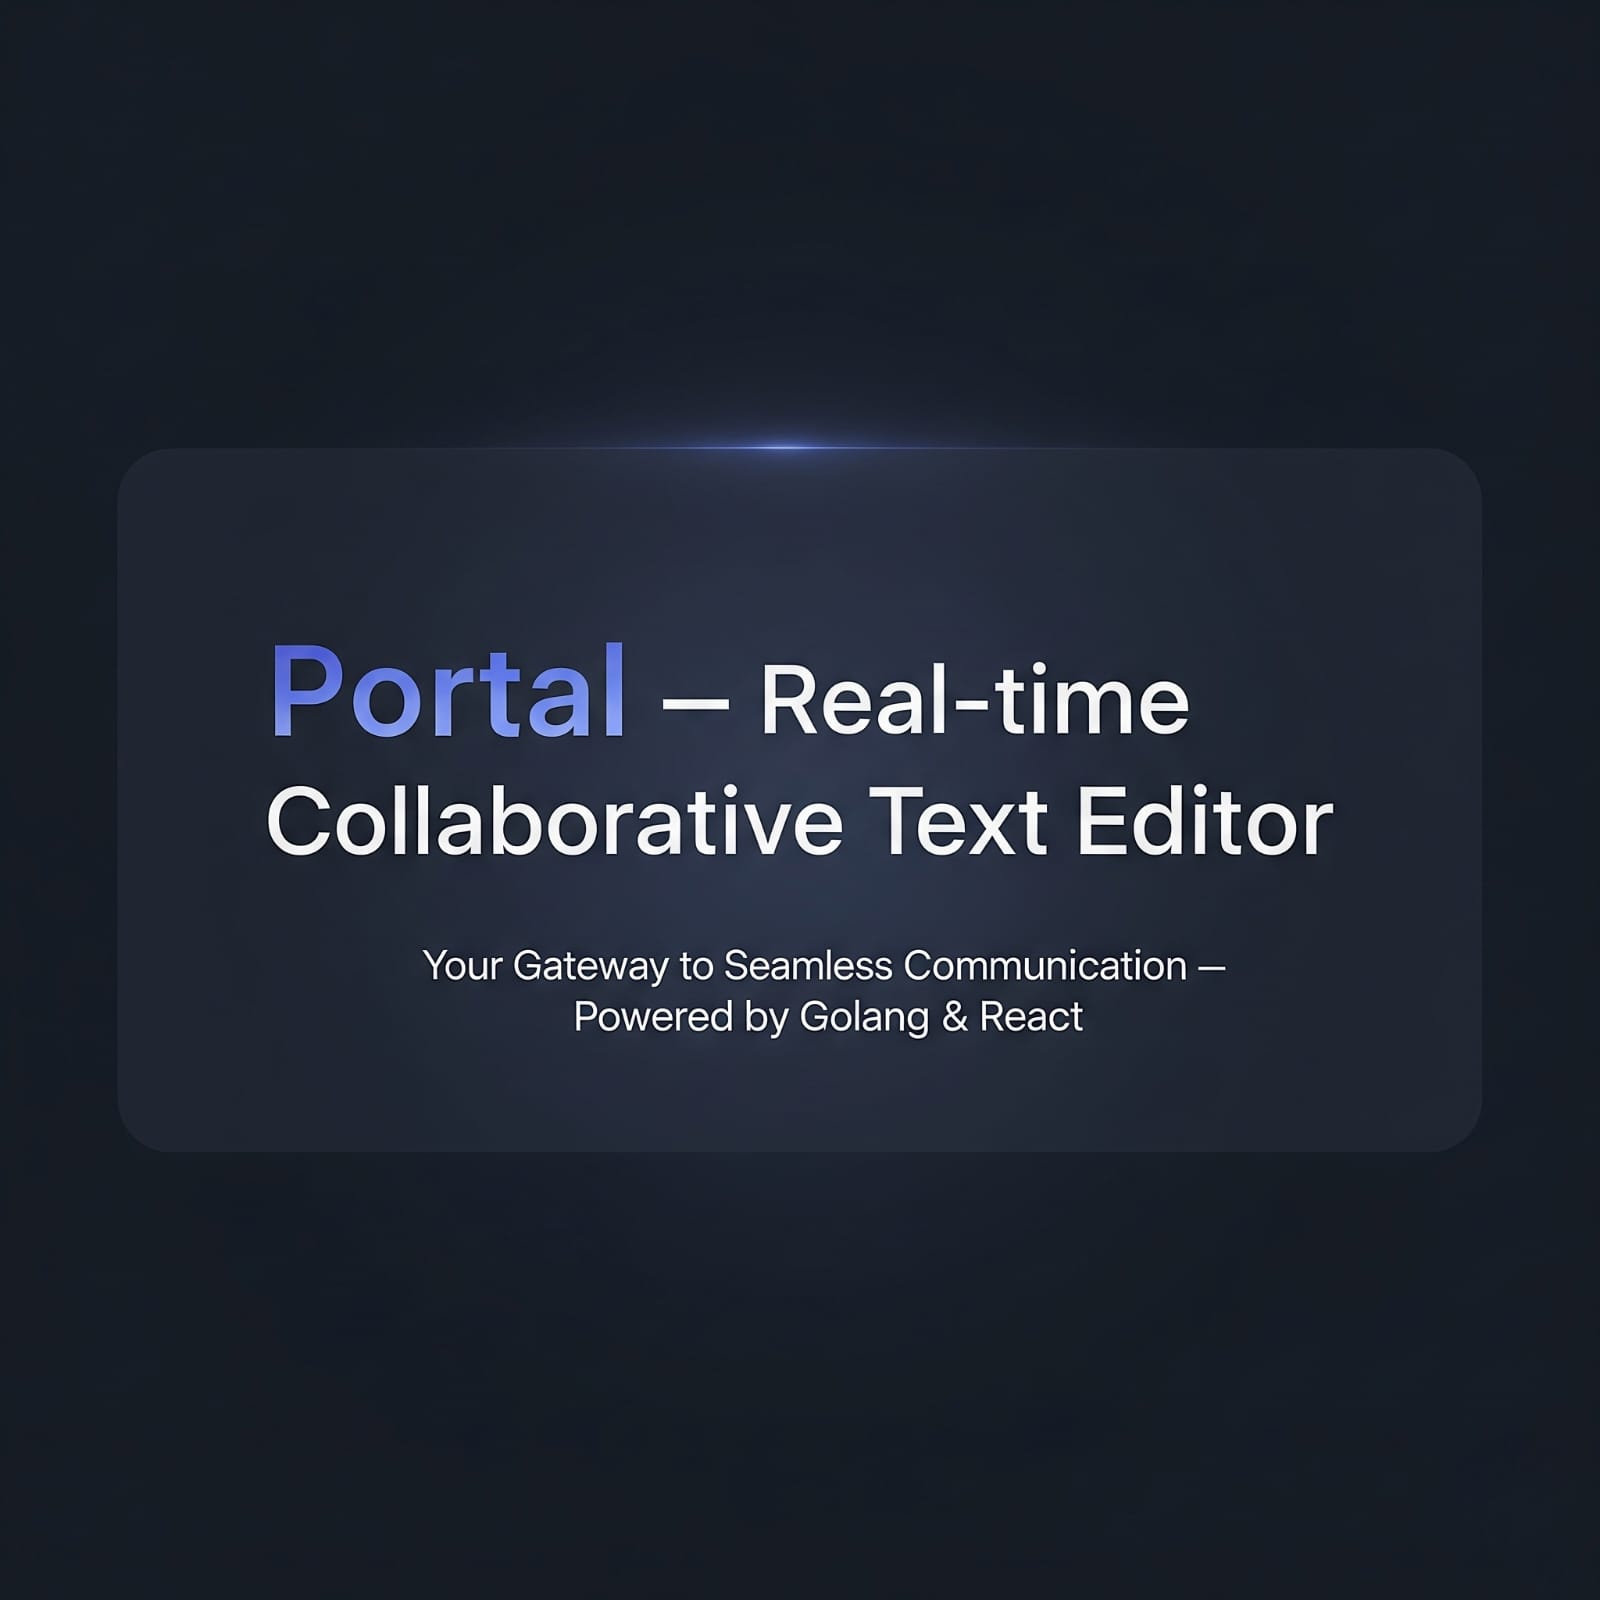 Portal – Real-time
Collaborative Text Editor
Your Gateway to Seamless Communication –
Powered by Golang & React